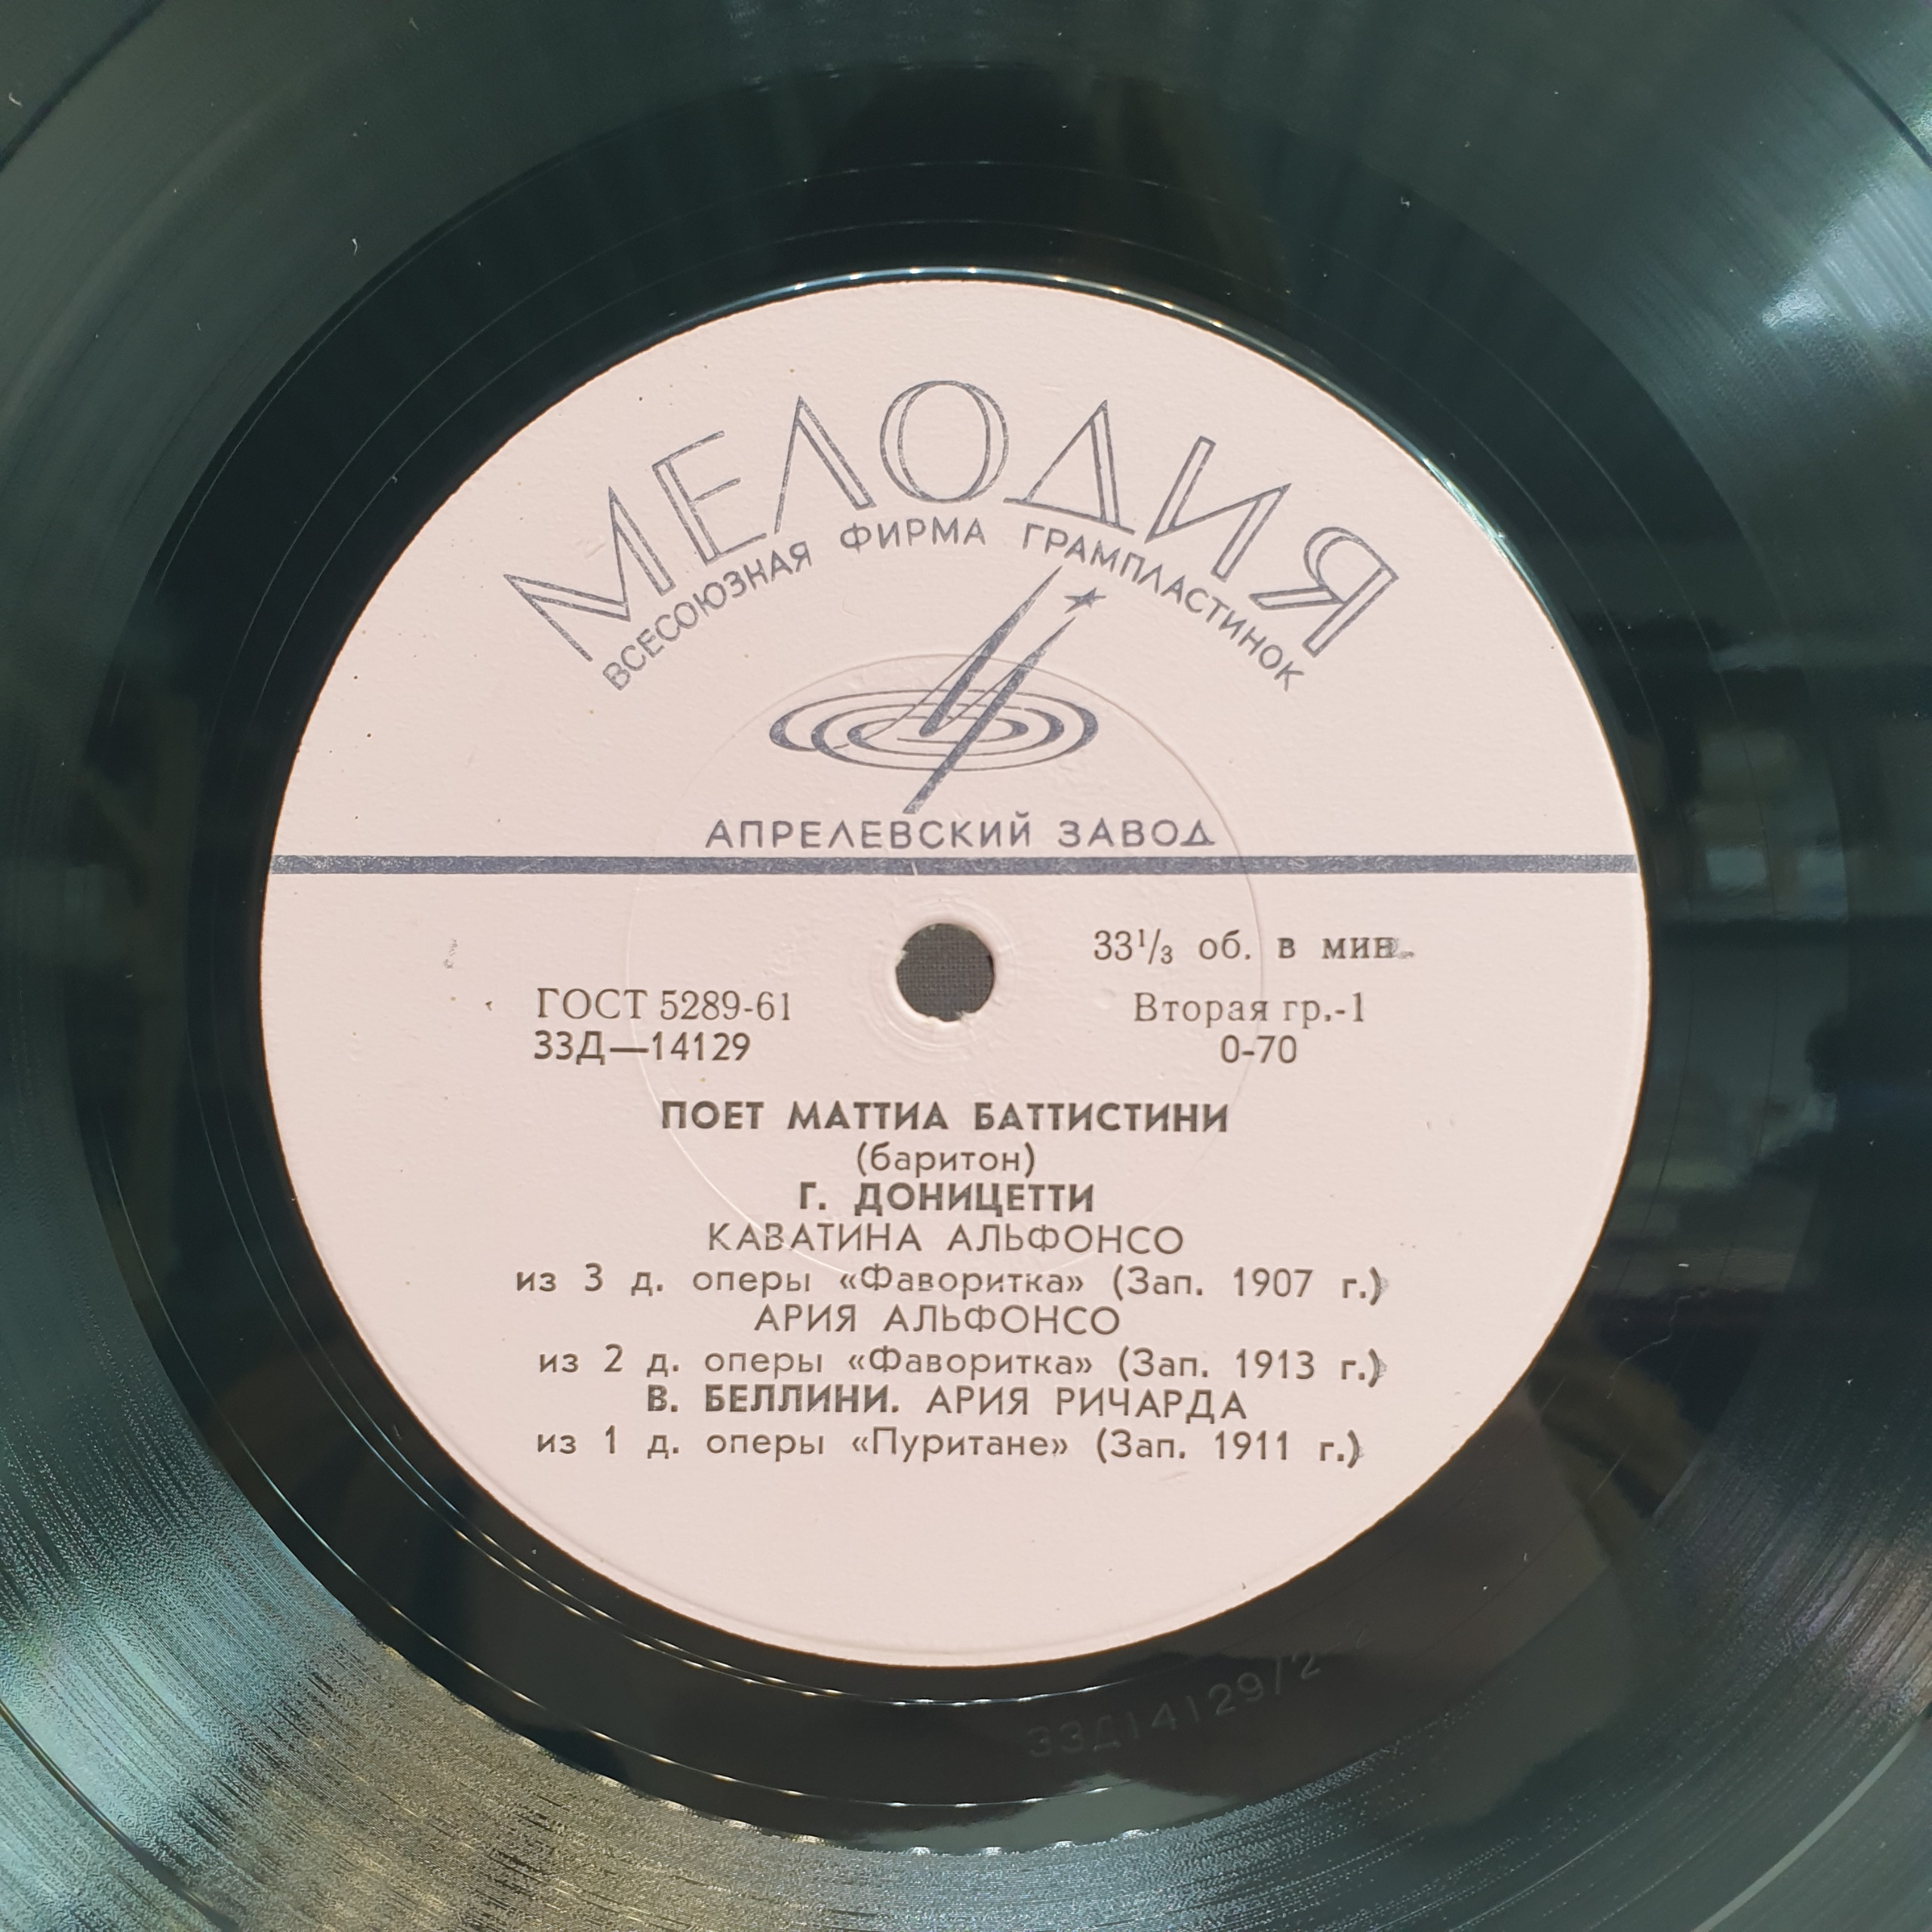 МЕЛОДИЯ
ВСЕСОЮЗНАЯ ФИРМА ГРАМПЛАСТИНОК
АПРЕЛЕВСКИЙ ЗАВОД
33¹/₃ об. в мин.
ГОСТ 5289-61
Вторая гр.-1
33Д—14129
0-70
ПОЕТ МАТТИА БАТТИСТИНИ
(баритон)
Г. ДОНИЦЕТТИ
КАВАТИНА АЛЬФОНСО
из 3 д. оперы «Фаворитка» (Зап. 1907 г.)
АРИЯ АЛЬФОНСО
из 2 д. оперы «Фаворитка» (Зап. 1913 г.)
В. БЕЛЛИНИ. АРИЯ РИЧАРДА
из 1 д. оперы «Пуритане» (Зап. 1911 г.)
33Д14129/2